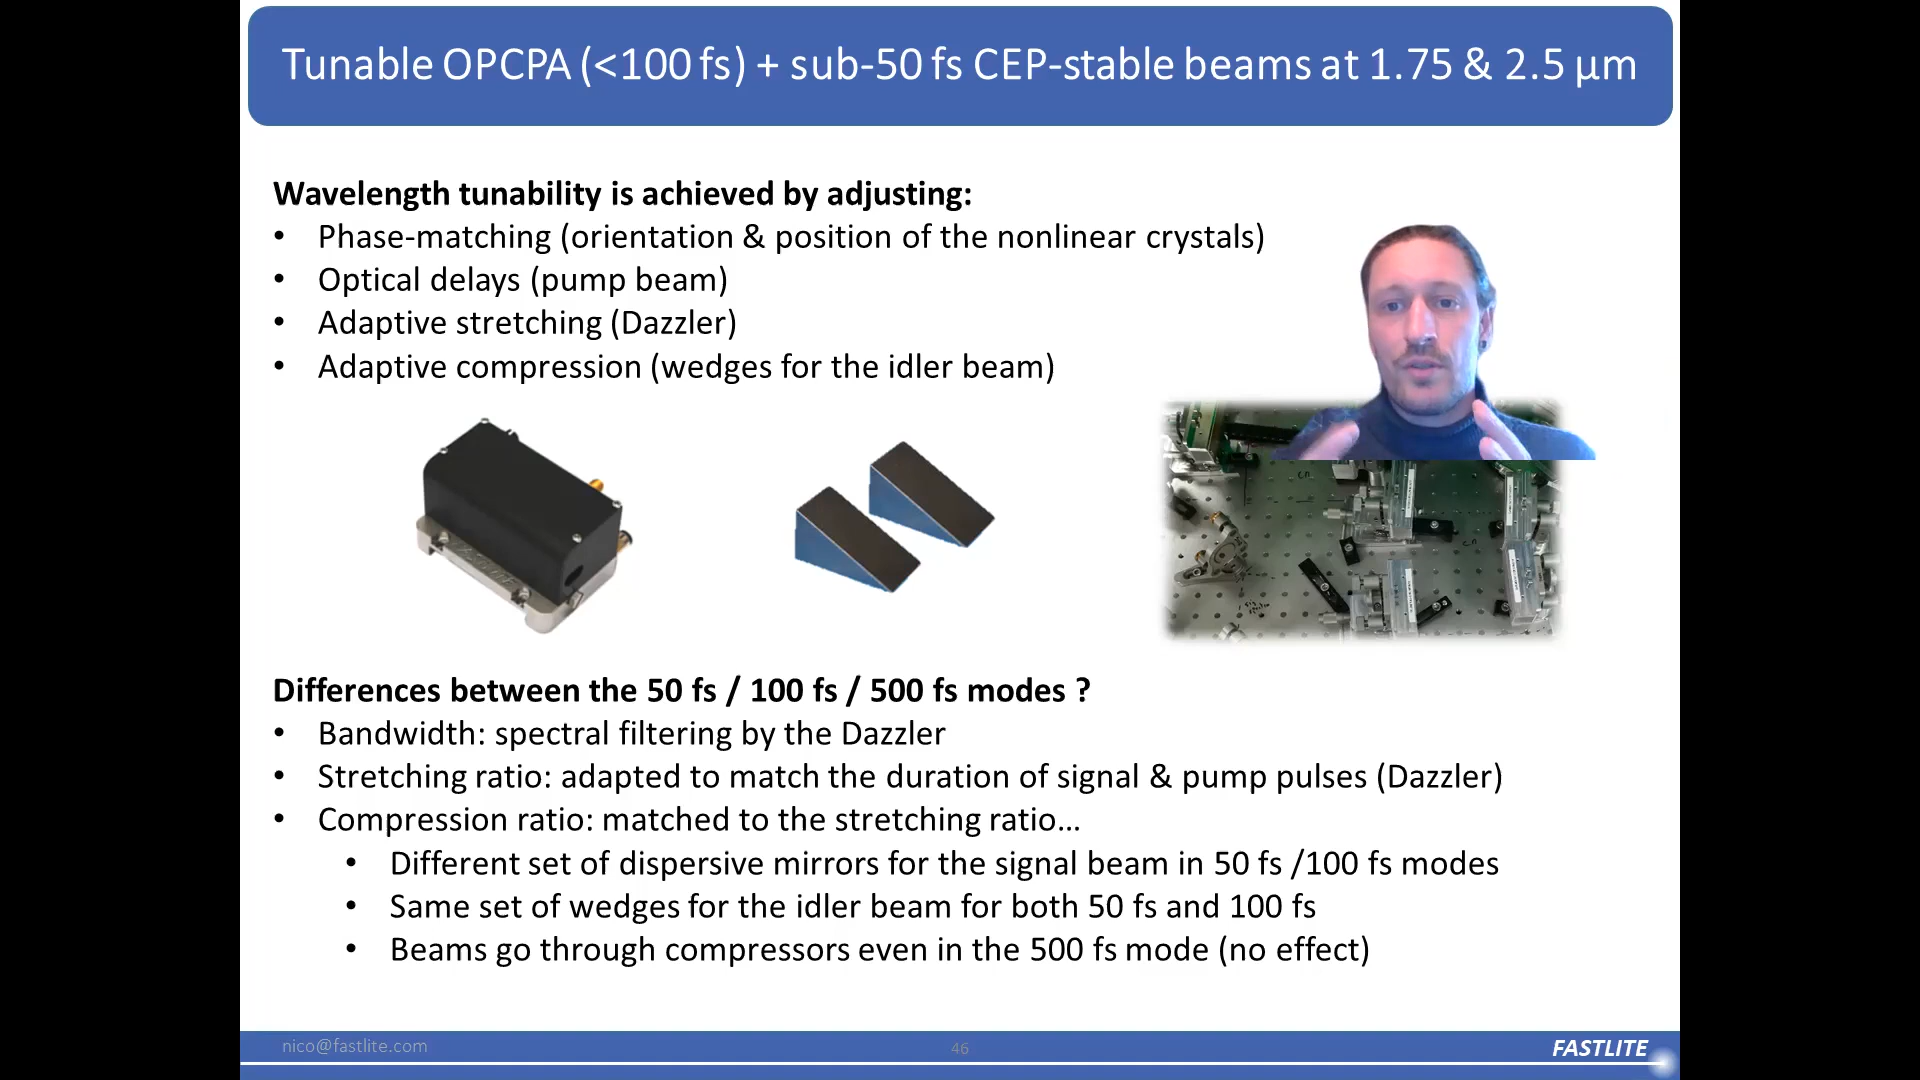 Tunable OPCPA (<100 fs) + sub-50 fs CEP-stable beams at 1.75 & 2.5 µm
Wavelength tunability is achieved by adjusting:
• Phase-matching (orientation & position of the nonlinear crystals)
• Optical delays (pump beam)
• Adaptive stretching (Dazzler)
• Adaptive compression (wedges for the idler beam)
Differences between the 50 fs / 100 fs / 500 fs modes ?
• Bandwidth: spectral filtering by the Dazzler
• Stretching ratio: adapted to match the duration of signal & pump pulses (Dazzler)
• Compression ratio: matched to the stretching ratio…
• Different set of dispersive mirrors for the signal beam in 50 fs /100 fs modes
• Same set of wedges for the idler beam for both 50 fs and 100 fs
• Beams go through compressors even in the 500 fs mode (no effect)
nico@fastlite.com
46
FASTLITE